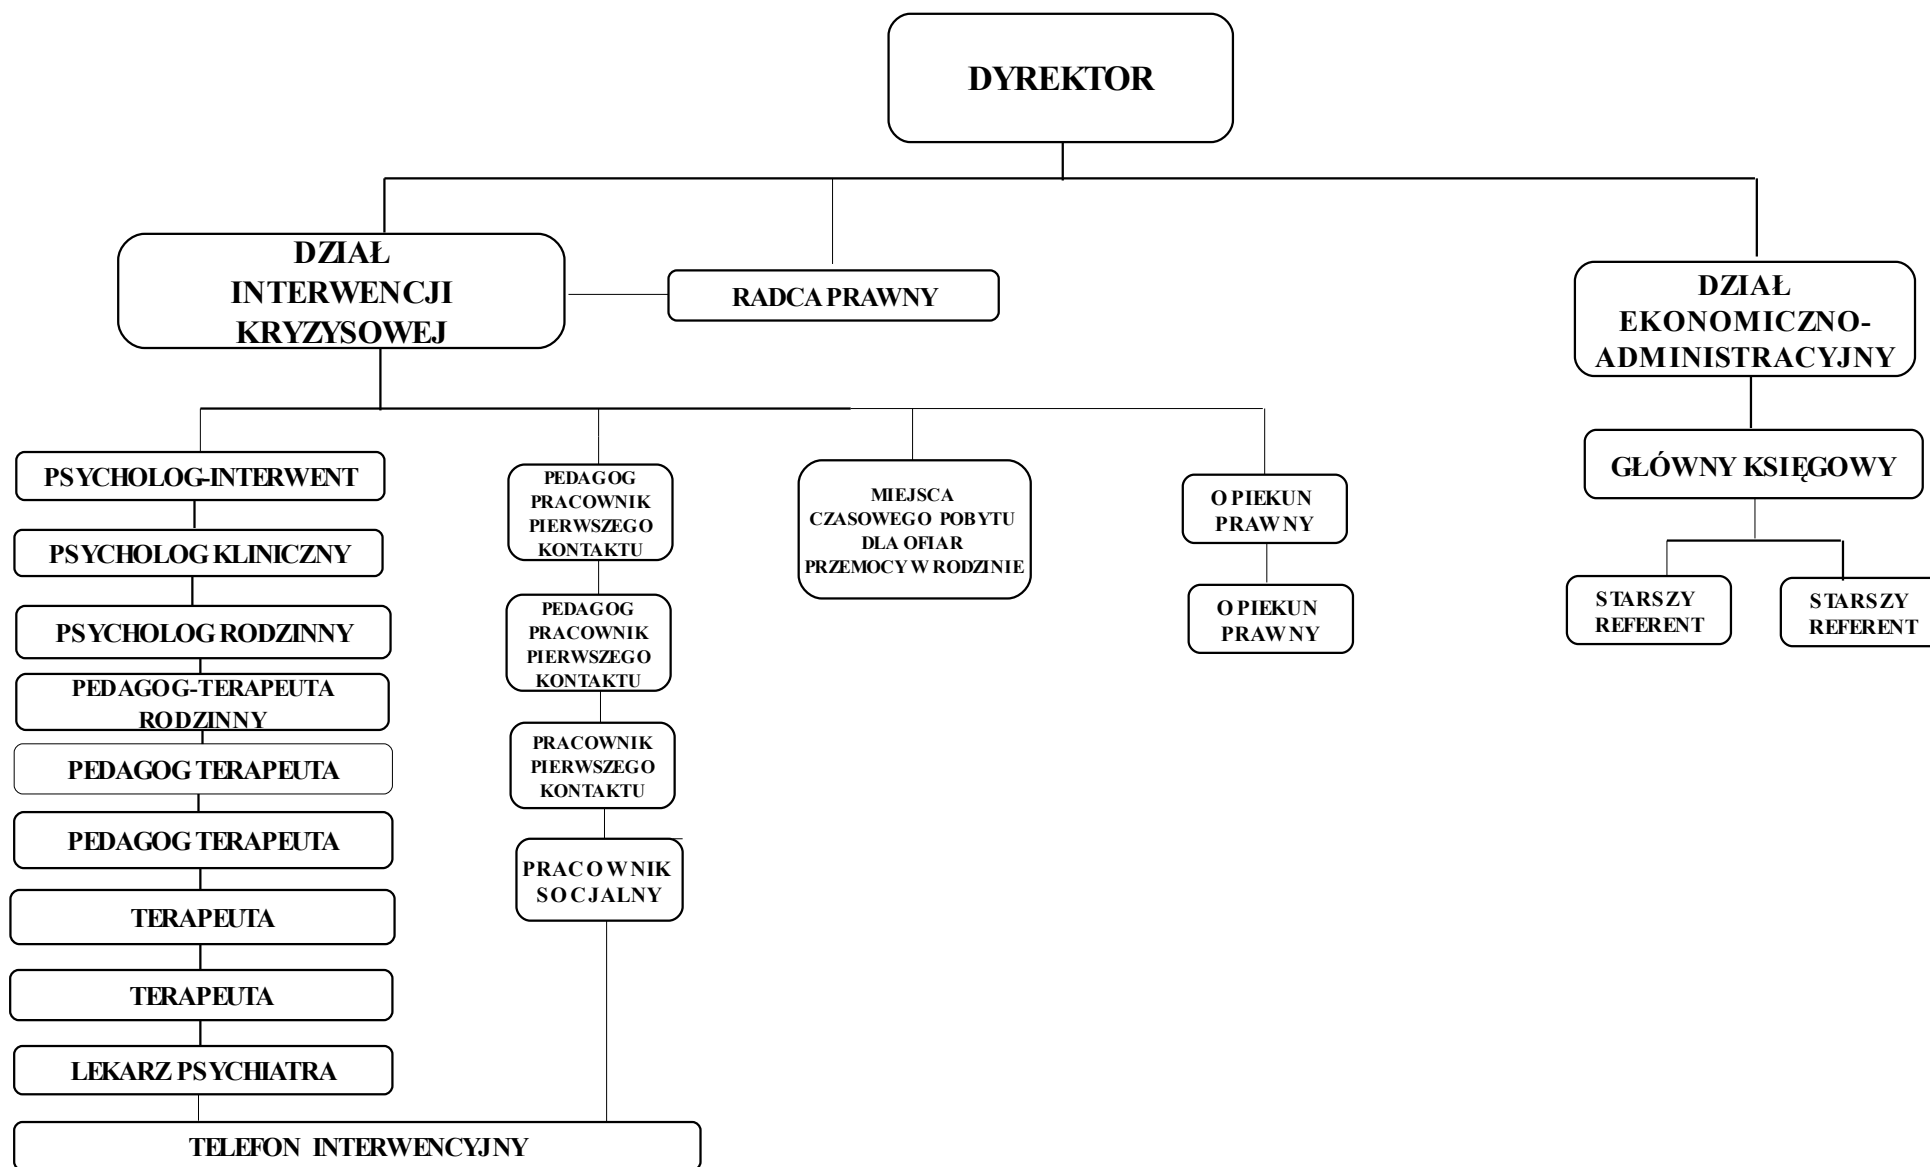 DYREKTOR
DZIAŁ
INTERWENCJI
KRYZYSOWEJ
RADCA PRAWNY
DZIAŁ
EKONOMICZNO-
ADMINISTRACYJNY
PSYCHOLOG-INTERWENT
PSYCHOLOG KLINICZNY
PSYCHOLOG RODZINNY
PEDAGOG-TERAPEUTA
RODZINNY
PEDAGOG TERAPEUTA
PEDAGOG TERAPEUTA
TERAPEUTA
TERAPEUTA
LEKARZ PSYCHIATRA
PEDAGOG
PRACOWNIK
PIERWSZEGO
KONTAKTU
PEDAGOG
PRACOWNIK
PIERWSZEGO
KONTAKTU
PRACOWNIK
PIERWSZEGO
KONTAKTU
PRACOWNIK
SOCJALNY
TELEFON INTERWENCYJNY
MIEJSCA
CZASOWEGO POBYTU
DLA OFIAR
PRZEMOCY W RODZINIE
OPIEKUN
PRAWNY
OPIEKUN
PRAWNY
GŁÓWNY KSIĘGOWY
STARSZY
REFERENT
STARSZY
REFERENT